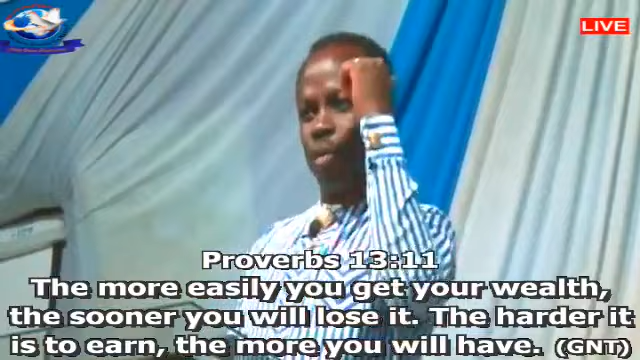 LIVE
Proverbs 13:11
The more easily you get your wealth,
the sooner you will lose it. The harder it
is to earn, the more you will have. (GNT)